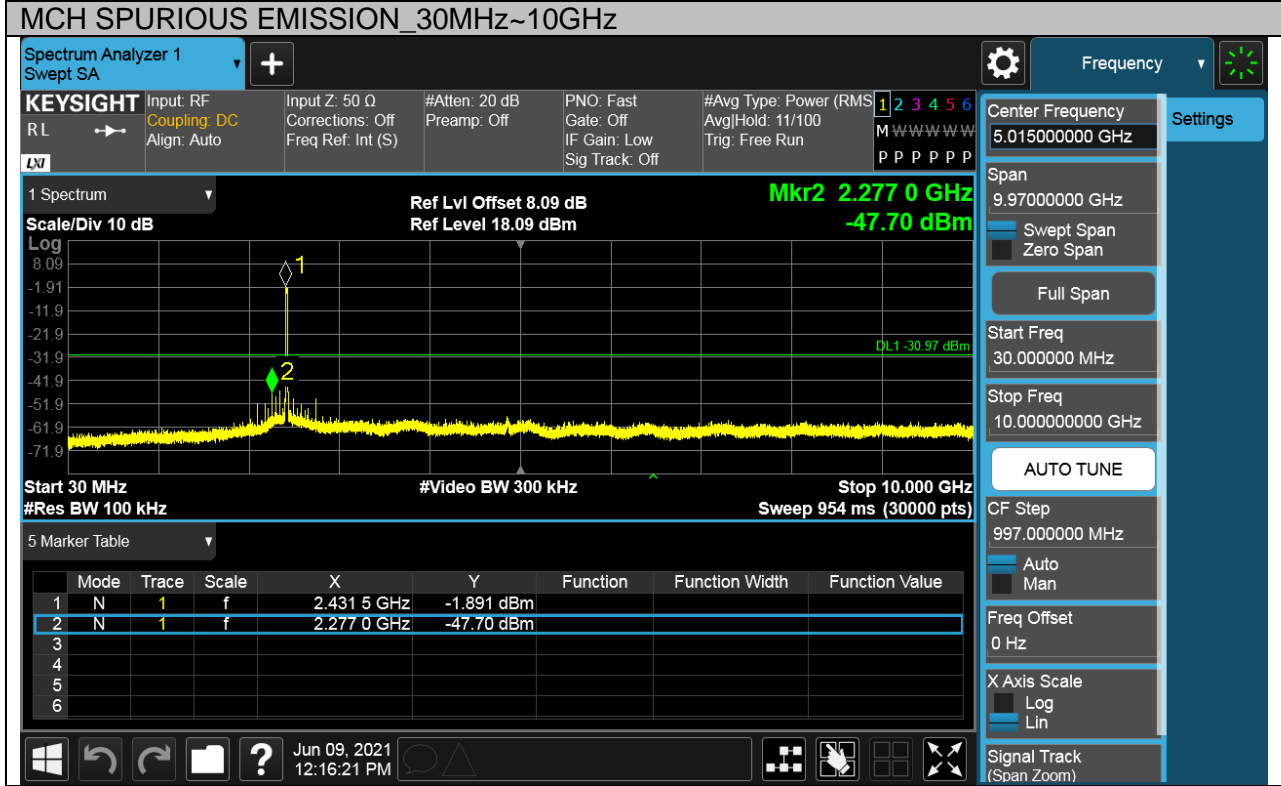 MCH SPURIOUS EMISSION_30MHz~10GHz
Spectrum Analyzer 1
Swept SA
+
Frequency
KEYSIGHT
RL
LXI
Input: RF
Coupling: DC
Align: Auto
Input Z: 50 Ω
Corrections: Off
Freq Ref: Int (S)
#Atten: 20 dB
Preamp: Off
PNO: Fast
Gate: Off
IF Gain: Low
Sig Track: Off
#Avg Type: Power (RMS
Avg|Hold: 11/100
Trig: Free Run
1 2 3 4 5 6
M W W W W W
P P P P P P
1 Spectrum
Scale/Div 10 dB
Ref Lvl Offset 8.09 dB
Ref Level 18.09 dBm
Mkr2 2.277 0 GHz
-47.70 dBm
Log
8.09
-1.91
-11.9
-21.9
-31.9
-41.9
-51.9
-61.9
-71.9
1
2
DL1 -30.97 dBm
Start 30 MHz
#Video BW 300 kHz
Stop 10.000 GHz
#Res BW 100 kHz
Sweep 954 ms (30000 pts)
5 Marker Table
Mode Trace Scale X Y Function Function Width Function Value
1 N 1 f 2.431 5 GHz -1.891 dBm
2 N 1 f 2.277 0 GHz -47.70 dBm
3
4
5
6
?
Jun 09, 2021
12:16:21 PM
Center Frequency
5.015000000 GHz
Settings
Span
9.97000000 GHz
Swept Span
Zero Span
Full Span
Start Freq
30.000000 MHz
Stop Freq
10.000000000 GHz
AUTO TUNE
CF Step
997.000000 MHz
Auto
Man
Freq Offset
0 Hz
X Axis Scale
Log
Lin
Signal Track
(Span Zoom)